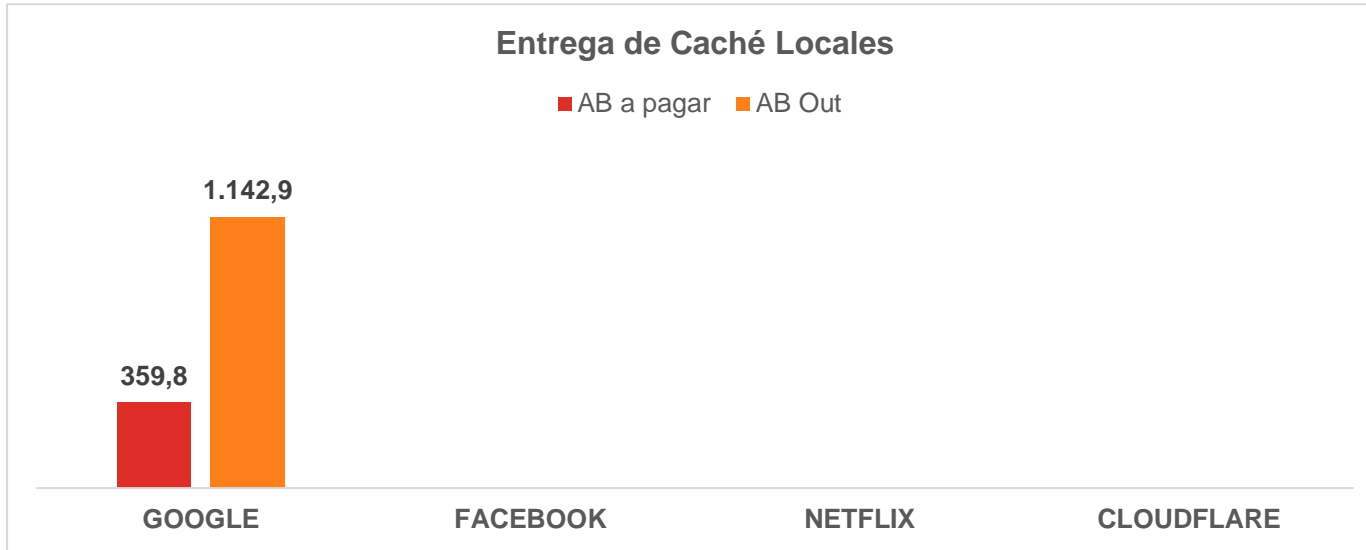 Entrega de Caché Locales
AB a pagar AB Out
1.142,9
359,8
GOOGLE FACEBOOK NETFLIX CLOUDFLARE